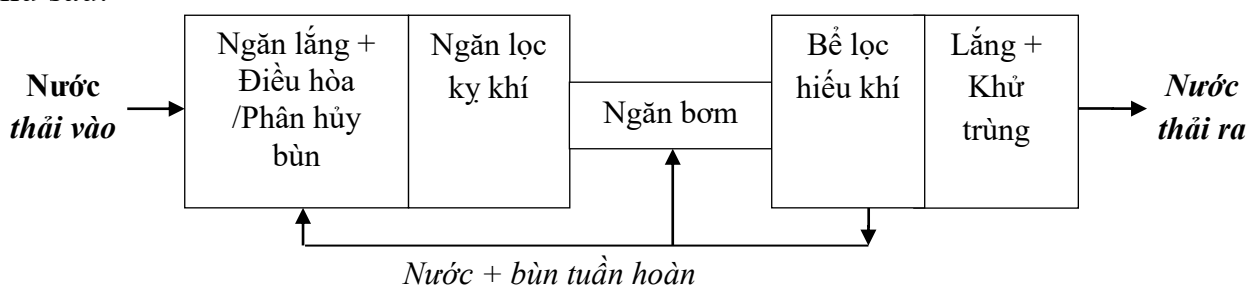 Nước
thải vào
Ngăn lắng +
Điều hòa
/Phân hủy
bùn
Ngăn lọc
kỵ khí
Ngăn bơm
Bể lọc
hiếu khí
Lắng +
Khử
trùng
Nước
thải ra
Nước + bùn tuần hoàn